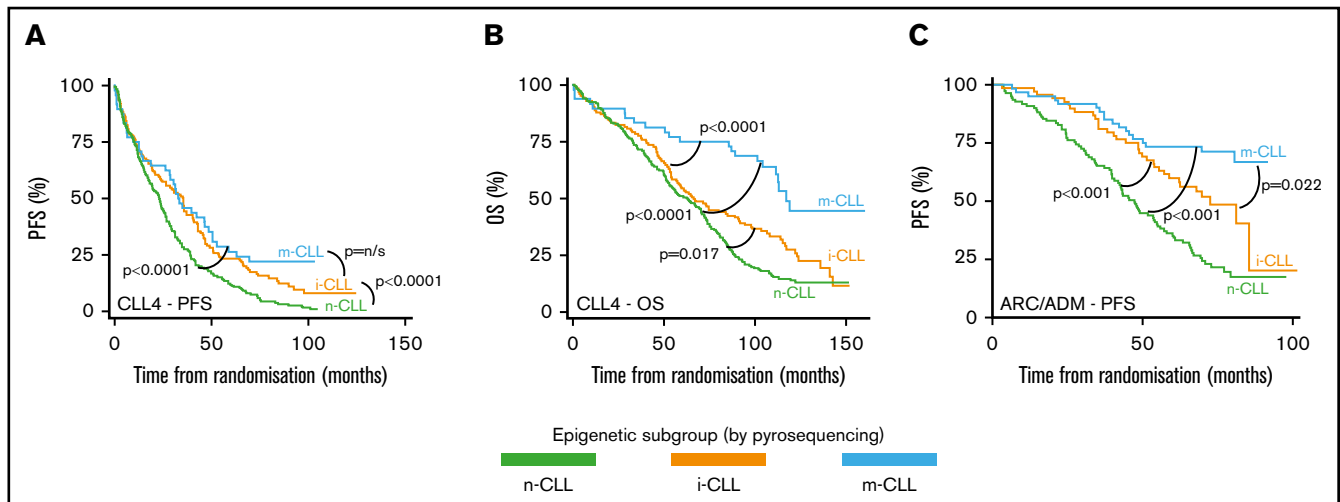 A
PFS (%)
100
75
50
25
0
p<0.0001
m-CLL
p=n/s
i-CLL
p<0.0001
n-CLL
CLL4 - PFS
0 50 100 150
Time from randomisation (months)
B
OS (%)
100
75
50
25
0
p<0.0001
m-CLL
p<0.0001
p=0.017
i-CLL
n-CLL
CLL4 - OS
0 50 100 150
Time from randomisation (months)
C
PFS (%)
100
75
50
25
0
m-CLL
p<0.001
p=0.022
p<0.001
i-CLL
n-CLL
ARC/ADM - PFS
0 50 100
Time from randomisation (months)
Epigenetic subgroup (by pyrosequencing)
n-CLL i-CLL m-CLL